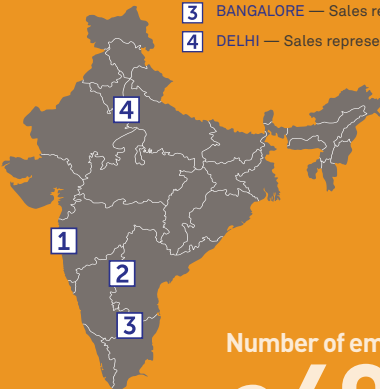 3 BANGALORE — Sales re
4 DELHI — Sales represe
4
1
2
3
Number of em